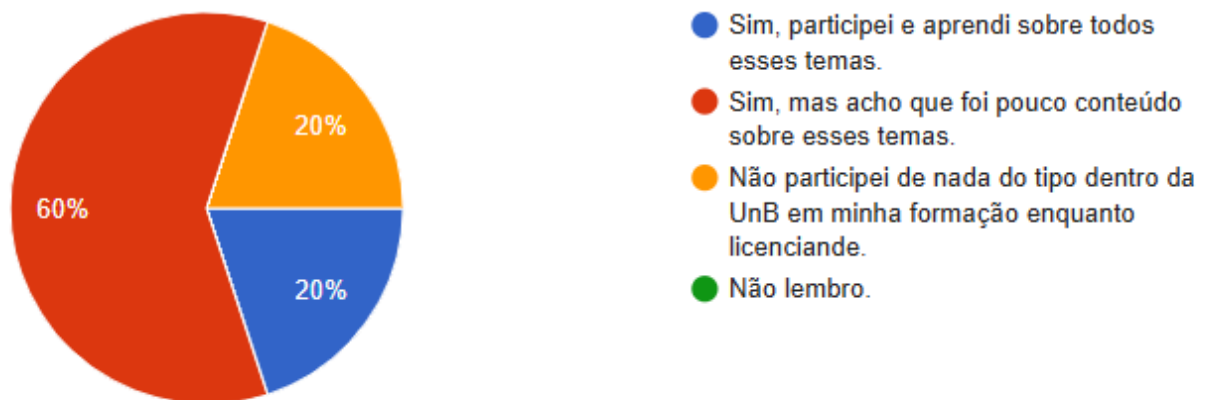 20%
60%
20%
Sim, participei e aprendi sobre todos
esses temas.
Sim, mas acho que foi pouco conteúdo
sobre esses temas.
Não participei de nada do tipo dentro da
UnB em minha formação enquanto
licenciande.
Não lembro.